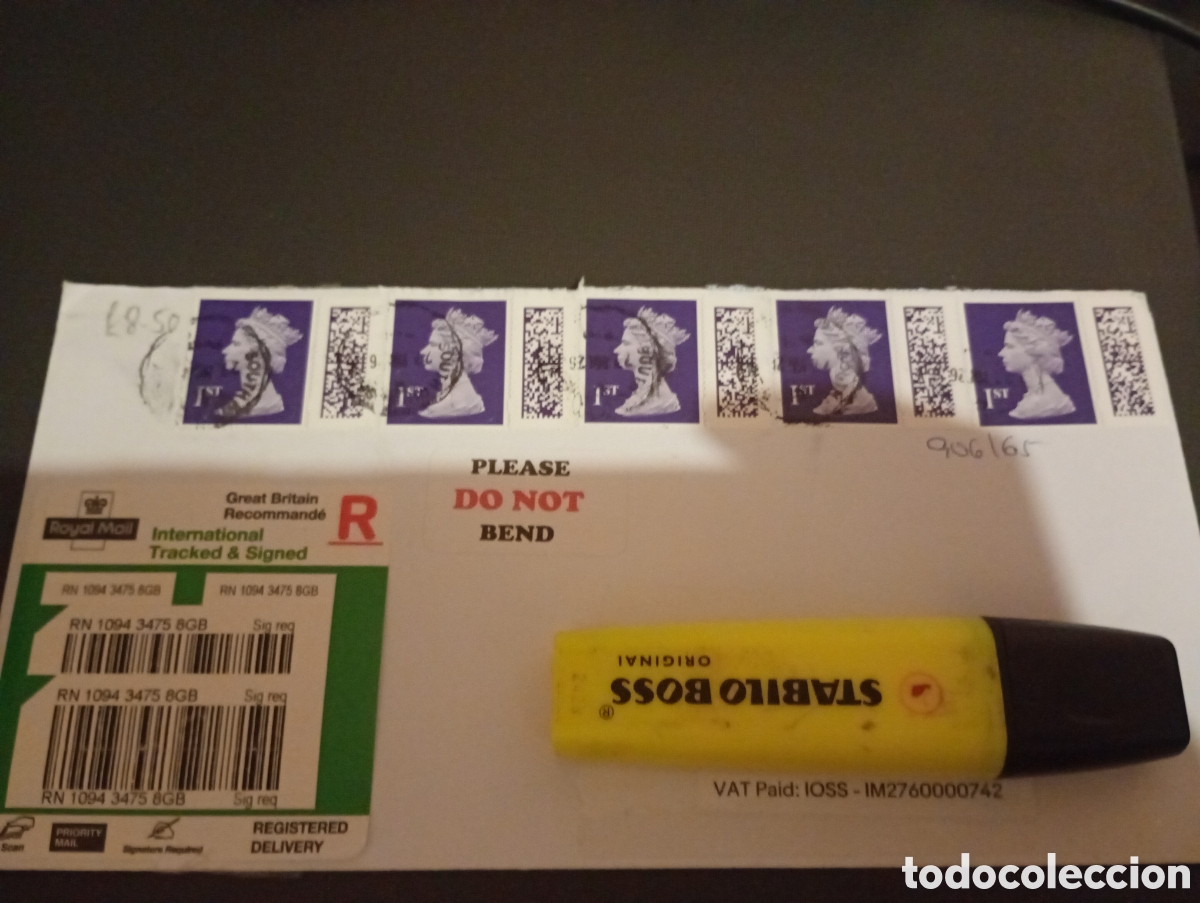 £8.50
1ST
1ST
1ST
1ST
1ST
906/65
PLEASE
DO NOT
BEND
Royal Mail
Great Britain
Recommandé
R
International
Tracked & Signed
RN 1094 3475 8GB
RN 1094 3475 8GB
RN 1094 3475 8GB Sig req
RN 1094 3475 8GB Sig req
RN 1094 3475 8GB Sig req
Scan
PRIORITY
MAIL
Signature Required
REGISTERED
DELIVERY
STABILO BOSS®
ORIGINAL
VAT Paid: IOSS - IM2760000742
todocoleccion